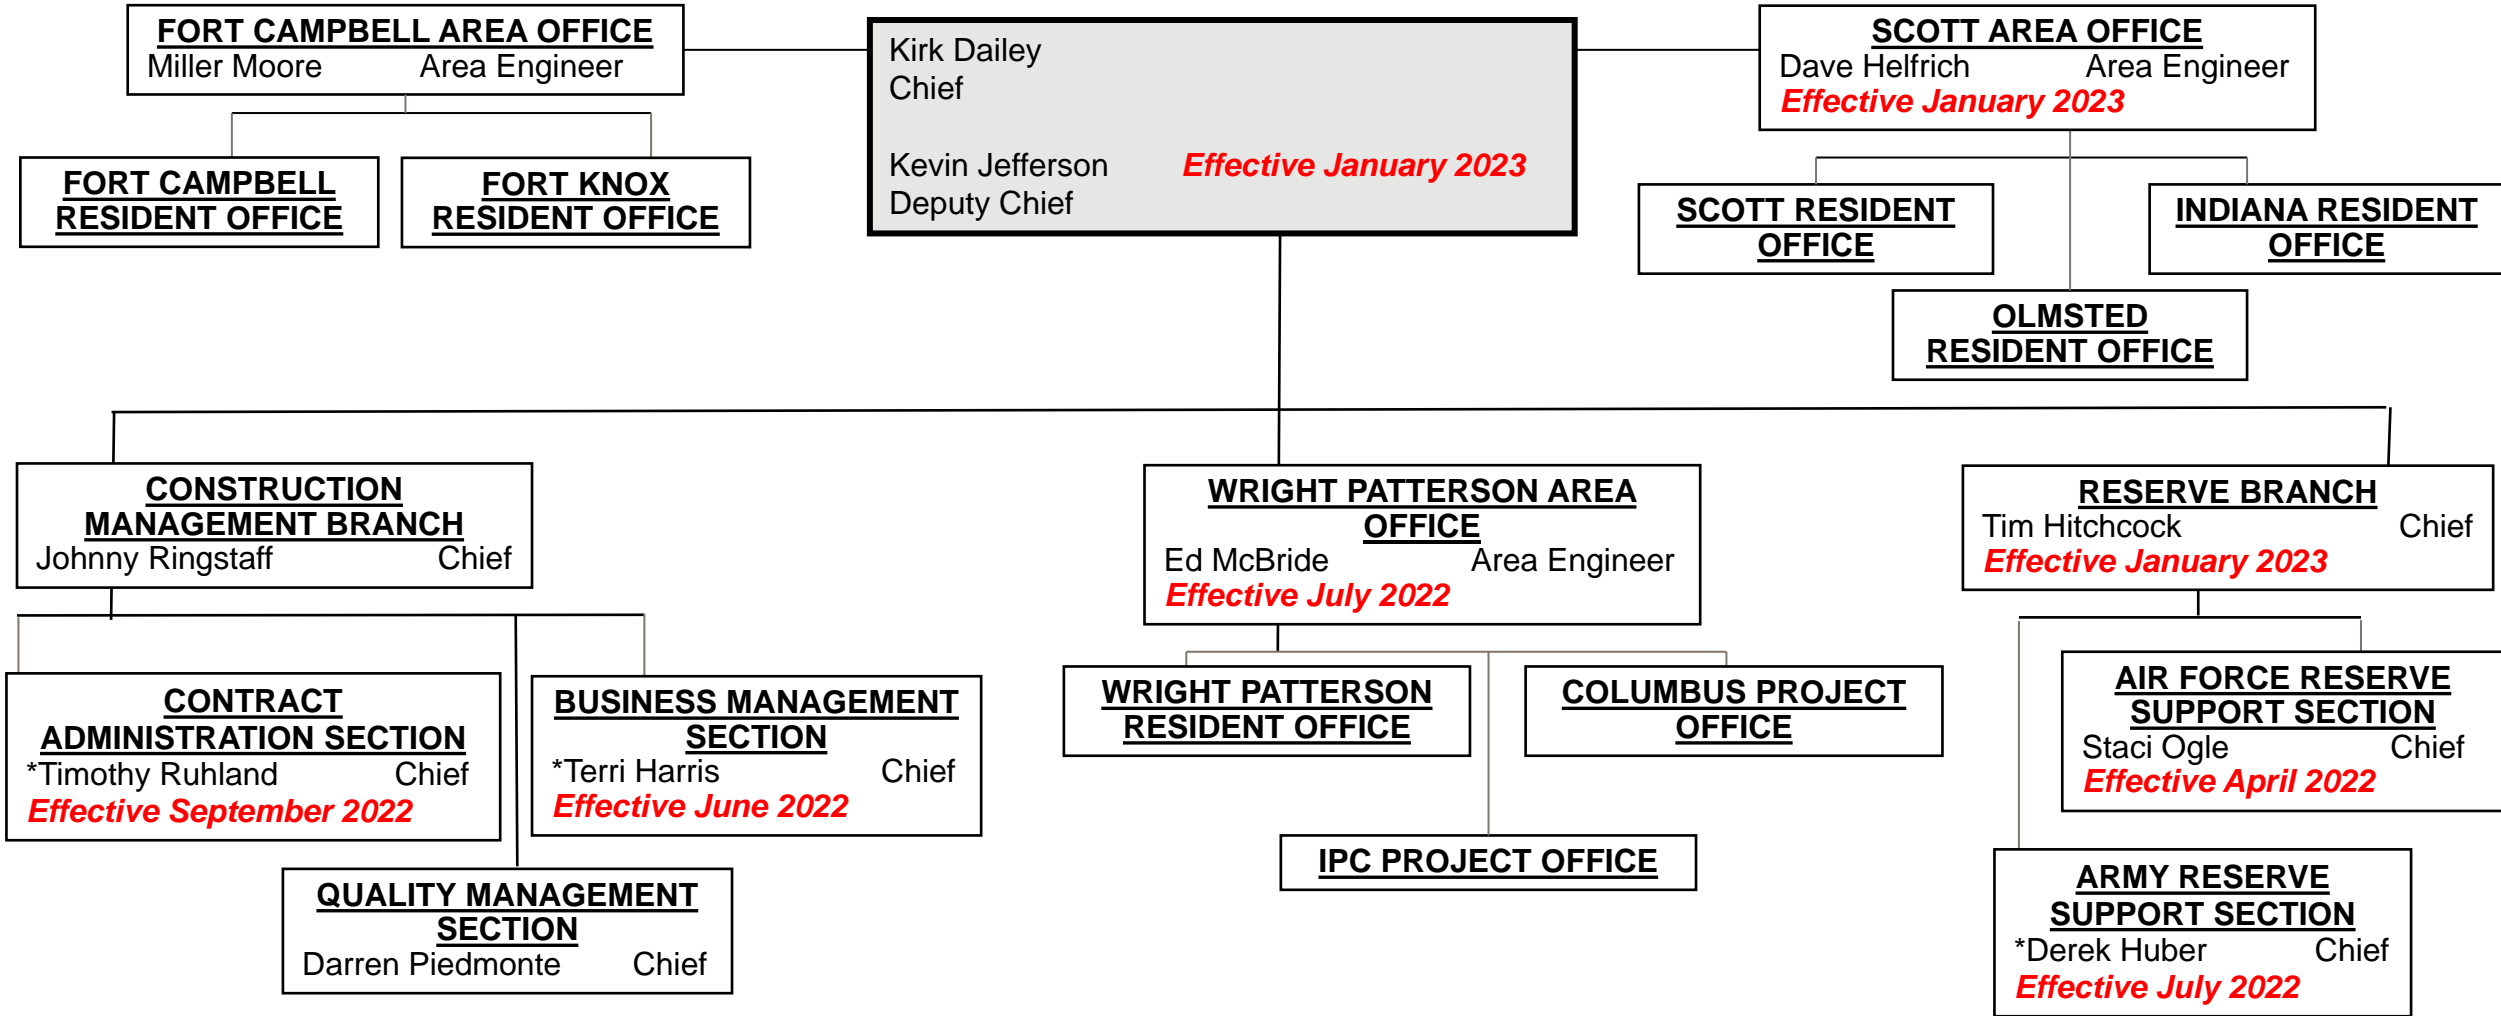 FORT CAMPBELL AREA OFFICE
Miller Moore Area Engineer
Kirk Dailey
Chief
Kevin Jefferson Effective January 2023
Deputy Chief
SCOTT AREA OFFICE
Dave Helfrich Area Engineer
Effective January 2023
FORT CAMPBELL
RESIDENT OFFICE
FORT KNOX
RESIDENT OFFICE
SCOTT RESIDENT
OFFICE
INDIANA RESIDENT
OFFICE
OLMSTED
RESIDENT OFFICE
CONSTRUCTION
MANAGEMENT BRANCH
Johnny Ringstaff Chief
WRIGHT PATTERSON AREA
OFFICE
Ed McBride Area Engineer
Effective July 2022
RESERVE BRANCH
Tim Hitchcock Chief
Effective January 2023
CONTRACT
ADMINISTRATION SECTION
*Timothy Ruhland Chief
Effective September 2022
BUSINESS MANAGEMENT
SECTION
*Terri Harris Chief
Effective June 2022
QUALITY MANAGEMENT
SECTION
Darren Piedmonte Chief
WRIGHT PATTERSON
RESIDENT OFFICE
COLUMBUS PROJECT
OFFICE
IPC PROJECT OFFICE
AIR FORCE RESERVE
SUPPORT SECTION
Staci Ogle Chief
Effective April 2022
ARMY RESERVE
SUPPORT SECTION
*Derek Huber Chief
Effective July 2022